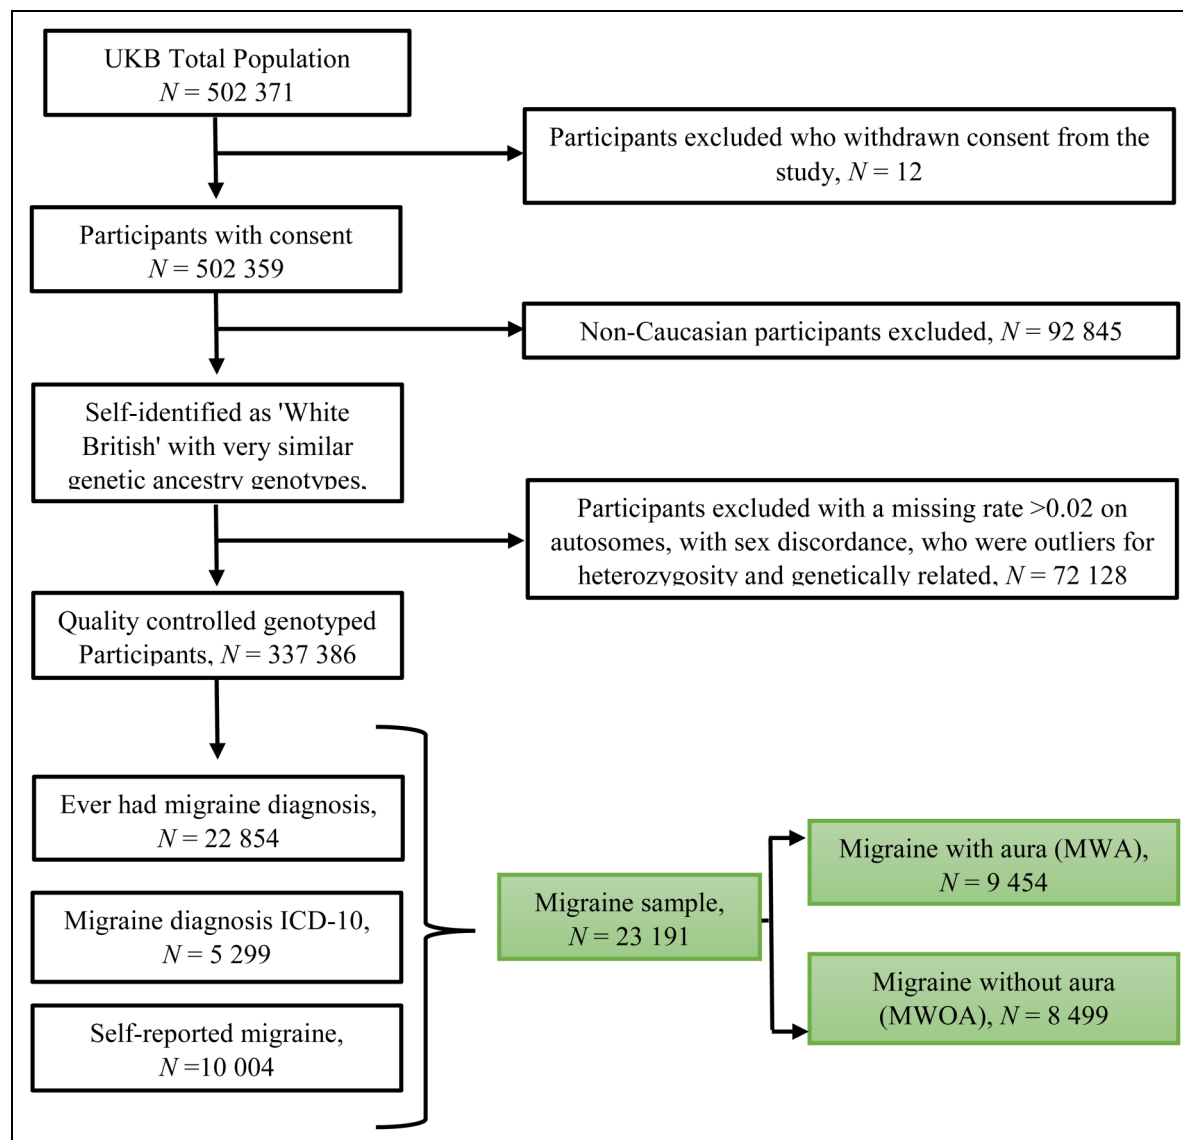 UKB Total Population
N = 502 371
Participants excluded who withdrawn consent from the
study, N = 12
Participants with consent
N = 502 359
Non-Caucasian participants excluded, N = 92 845
Self-identified as 'White
British' with very similar
genetic ancestry genotypes,
Participants excluded with a missing rate >0.02 on
autosomes, with sex discordance, who were outliers for
heterozygosity and genetically related, N = 72 128
Quality controlled genotyped
Participants, N = 337 386
Ever had migraine diagnosis,
N = 22 854
Migraine diagnosis ICD-10,
N = 5 299
Self-reported migraine,
N =10 004
Migraine sample,
N = 23 191
Migraine with aura (MWA),
N = 9 454
Migraine without aura
(MWOA), N = 8 499